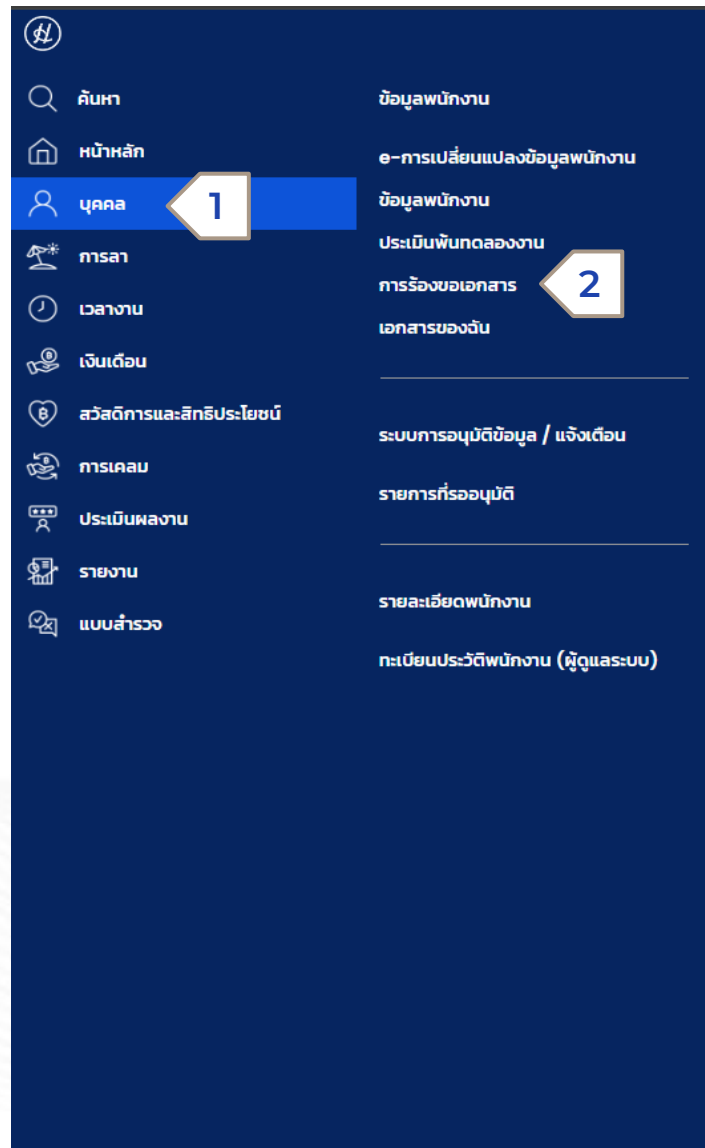 ค้นหา
หน้าหลัก
บุคคล
1
การลา
เวลางาน
เงินเดือน
สวัสดิการและสิทธิประโยชน์
การเคลม
ประเมินผลงาน
รายงาน
แบบสำรวจ
ข้อมูลพนักงาน
e-การเปลี่ยนแปลงข้อมูลพนักงาน
ข้อมูลพนักงาน
ประเมินพ้นทดลองงาน
การร้องขอเอกสาร
2
เอกสารของฉัน
ระบบการอนุมัติข้อมูล / แจ้งเตือน
รายการที่รออนุมัติ
รายละเอียดพนักงาน
ทะเบียนประวัติพนักงาน (ผู้ดูแลระบบ)